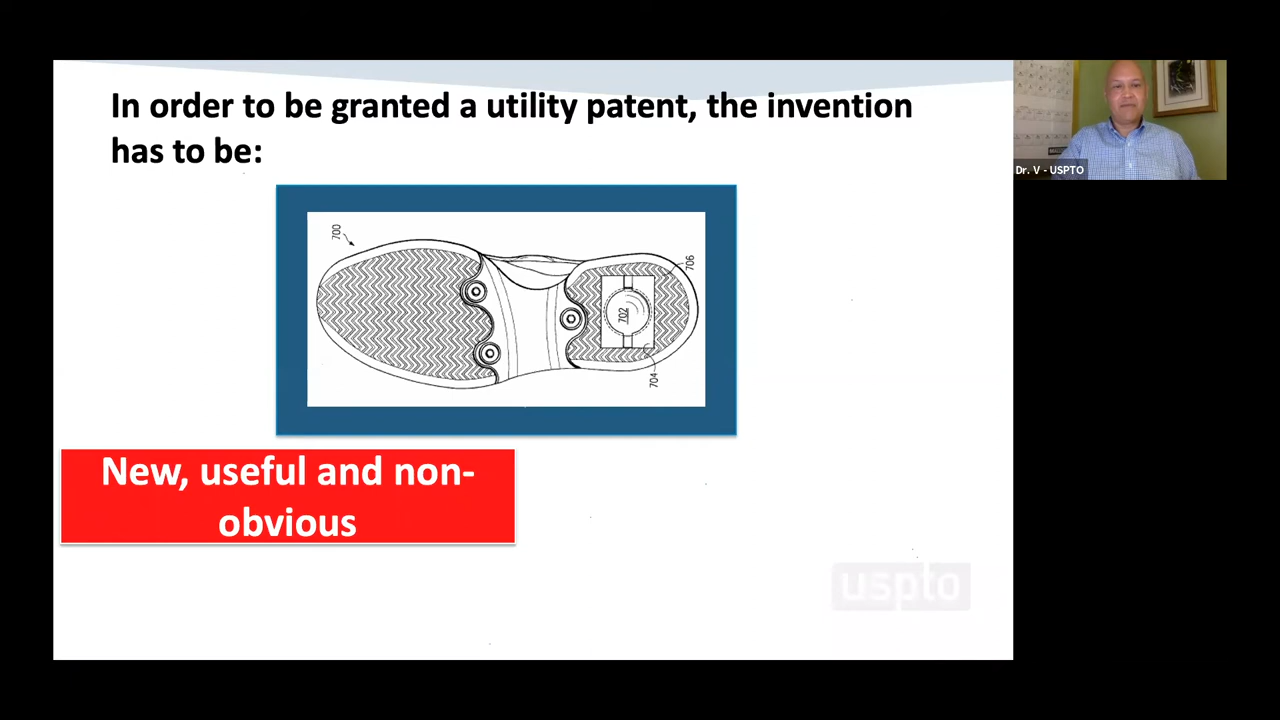 In order to be granted a utility patent, the invention
has to be:
700
706
702
704
New, useful and non-
obvious
uspto
Dr. V - USPTO